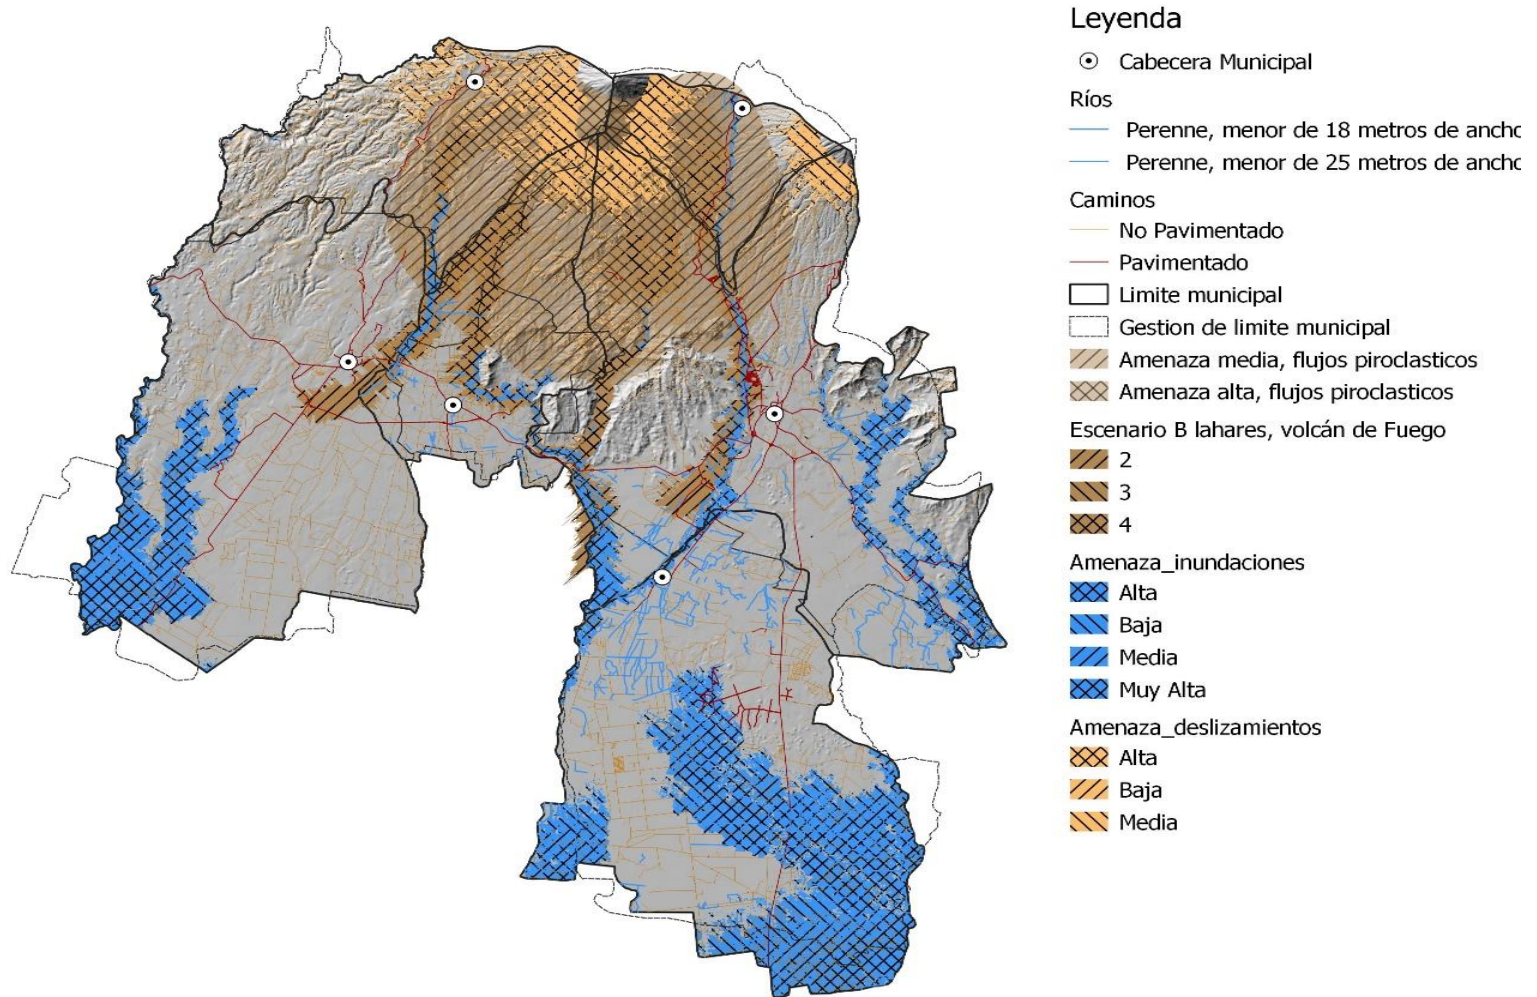 Leyenda
Cabecera Municipal
Ríos
Perenne, menor de 18 metros de ancho
Perenne, menor de 25 metros de ancho
Caminos
No Pavimentado
Pavimentado
Limite municipal
Gestion de limite municipal
Amenaza media, flujos piroclasticos
Amenaza alta, flujos piroclasticos
Escenario B lahares, volcán de Fuego
2
3
4
Amenaza_inundaciones
Alta
Baja
Media
Muy Alta
Amenaza_deslizamientos
Alta
Baja
Media